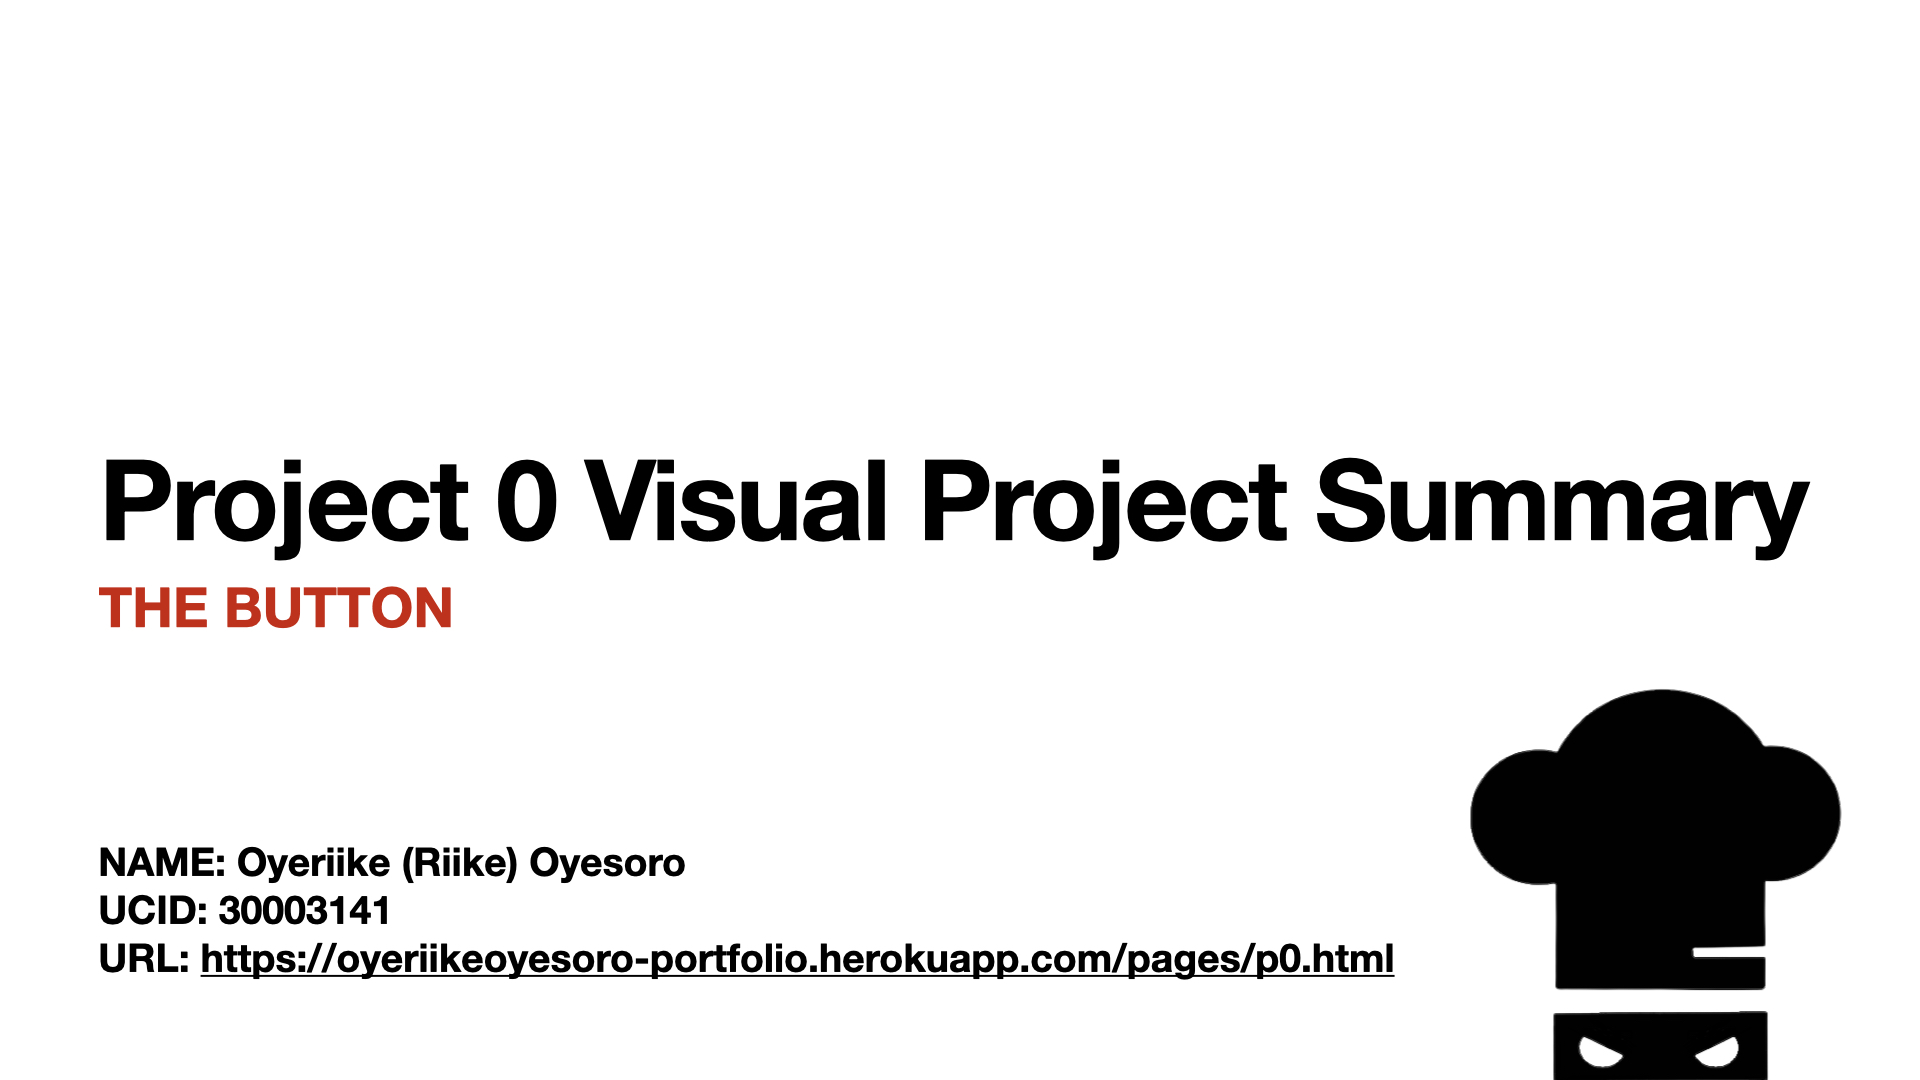 Project 0 Visual Project Summary
THE BUTTON
NAME: Oyeriike (Riike) Oyesoro
UCID: 30003141
URL: https://oyeriikeoyesoro-portfolio.herokuapp.com/pages/p0.html